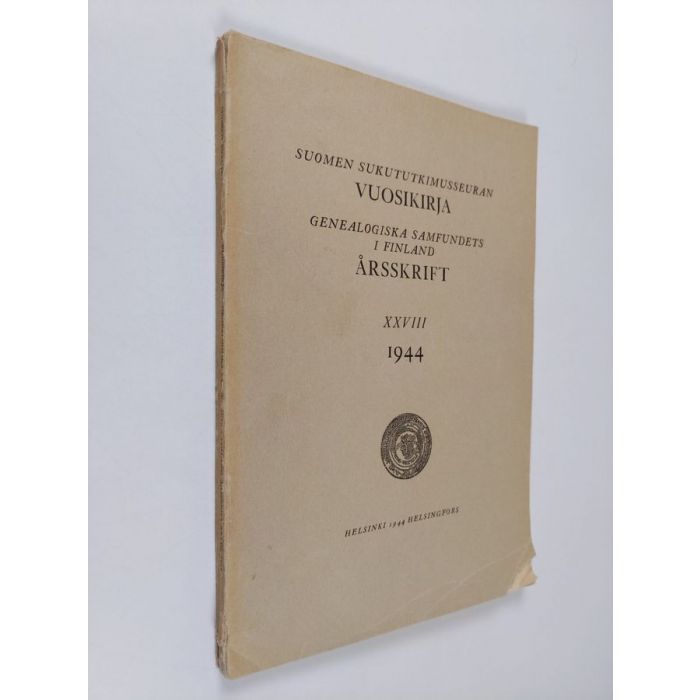 SUOMEN SUKUTUTKIMUSSEURAN
VUOSIKIRJA
GENEALOGISKA SAMFUNDETS
I FINLAND
ÅRSSKRIFT
XXVIII
1944
HELSINKI 1944 HELSINGFORS